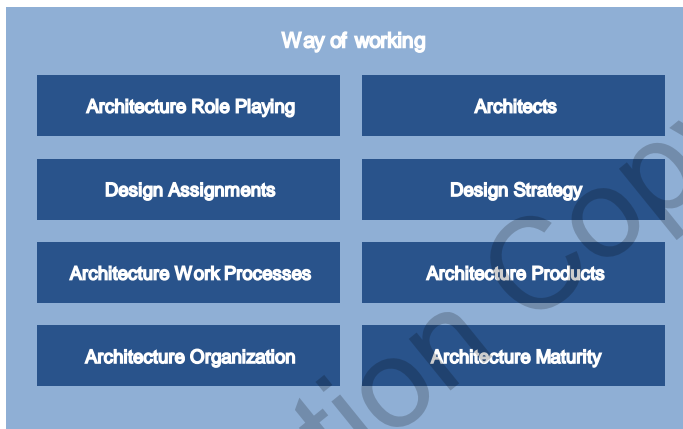 Way of working
Architecture Role Playing
Architects
Design Assignments
Design Strategy
Architecture Work Processes
Architecture Products
Architecture Organization
Architecture Maturity